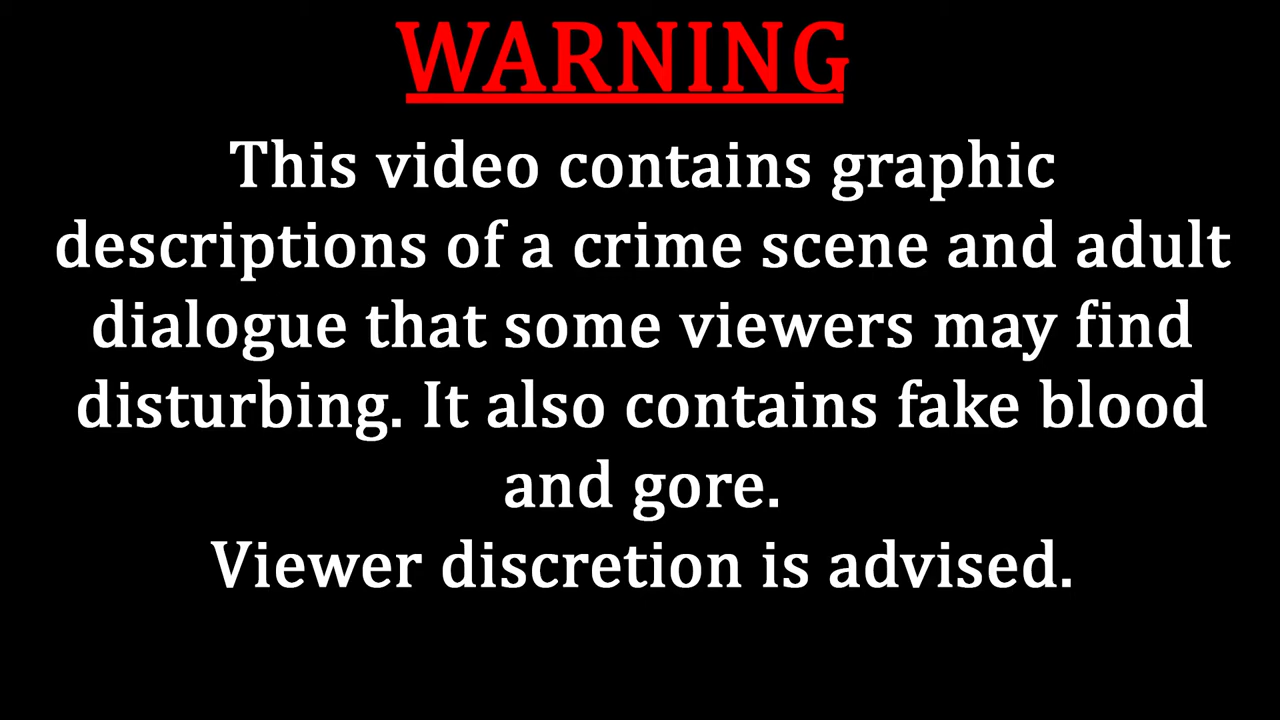 WARNING
This video contains graphic
descriptions of a crime scene and adult
dialogue that some viewers may find
disturbing. It also contains fake blood
and gore.
Viewer discretion is advised.